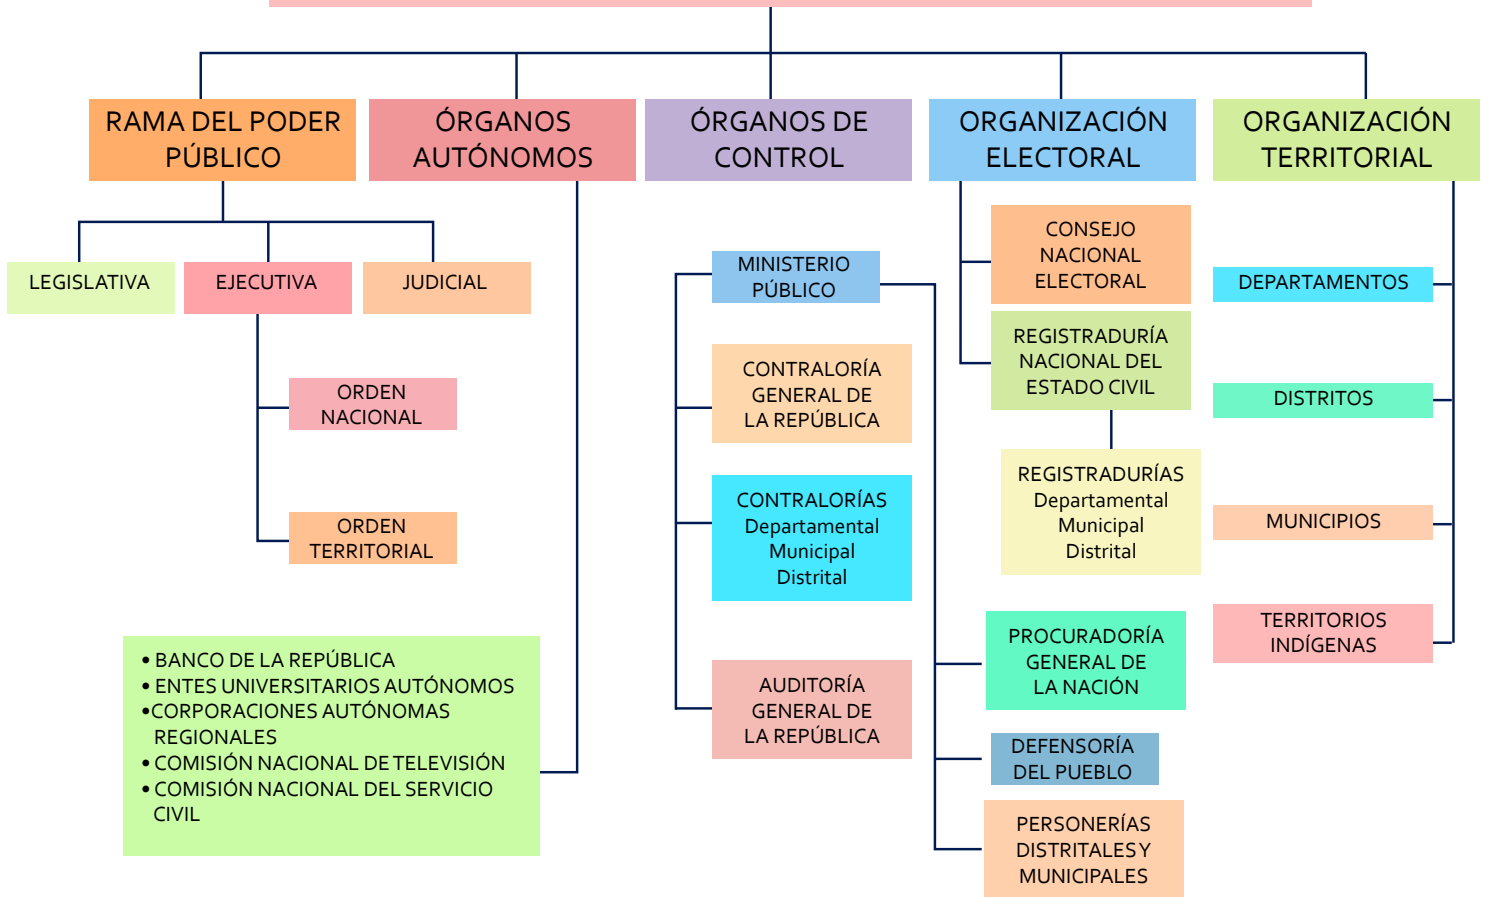 RAMA DEL PODER
PÚBLICO
ÓRGANOS
AUTÓNOMOS
ÓRGANOS DE
CONTROL
ORGANIZACIÓN
ELECTORAL
ORGANIZACIÓN
TERRITORIAL
LEGISLATIVA
EJECUTIVA
JUDICIAL
ORDEN
NACIONAL
ORDEN
TERRITORIAL
• BANCO DE LA REPÚBLICA
• ENTES UNIVERSITARIOS AUTÓNOMOS
•CORPORACIONES AUTÓNOMAS
REGIONALES
• COMISIÓN NACIONAL DE TELEVISIÓN
• COMISIÓN NACIONAL DEL SERVICIO
CIVIL
MINISTERIO
PÚBLICO
CONTRALORÍA
GENERAL DE
LA REPÚBLICA
CONTRALORÍAS
Departamental
Municipal
Distrital
AUDITORÍA
GENERAL DE
LA REPÚBLICA
CONSEJO
NACIONAL
ELECTORAL
REGISTRADURÍA
NACIONAL DEL
ESTADO CIVIL
REGISTRADURÍAS
Departamental
Municipal
Distrital
PROCURADORÍA
GENERAL DE
LA NACIÓN
DEFENSORÍA
DEL PUEBLO
PERSONERÍAS
DISTRITALES Y
MUNICIPALES
DEPARTAMENTOS
DISTRITOS
MUNICIPIOS
TERRITORIOS
INDÍGENAS